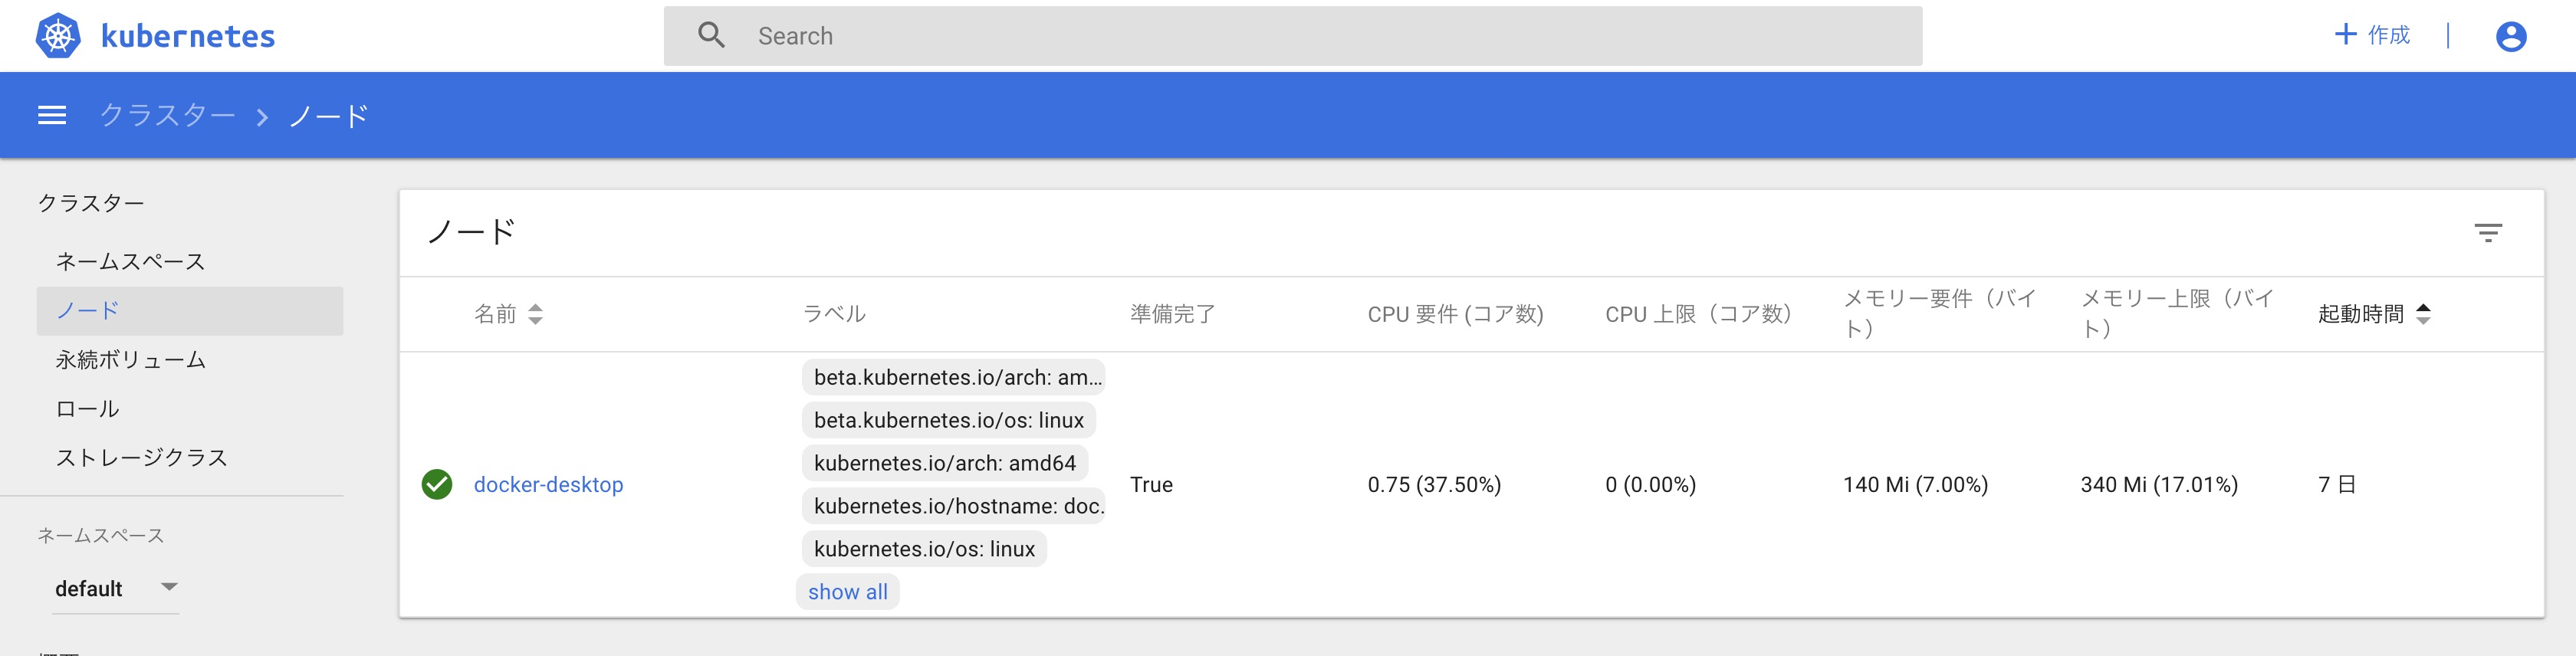 kubernetes
Search
作成
クラスター
ノード
クラスター
ネームスペース
ノード
永続ボリューム
ロール
ストレージクラス
ネームスペース
default
ノード
名前
ラベル
準備完了
CPU 要件 (コア数)
CPU 上限（コア数）
メモリー要件（バイ
ト）
メモリー上限（バイ
ト）
起動時間
docker-desktop
beta.kubernetes.io/arch: am...
beta.kubernetes.io/os: linux
kubernetes.io/arch: amd64
kubernetes.io/hostname: doc.
kubernetes.io/os: linux
show all
True
0.75 (37.50%)
0 (0.00%)
140 Mi (7.00%)
340 Mi (17.01%)
7 日